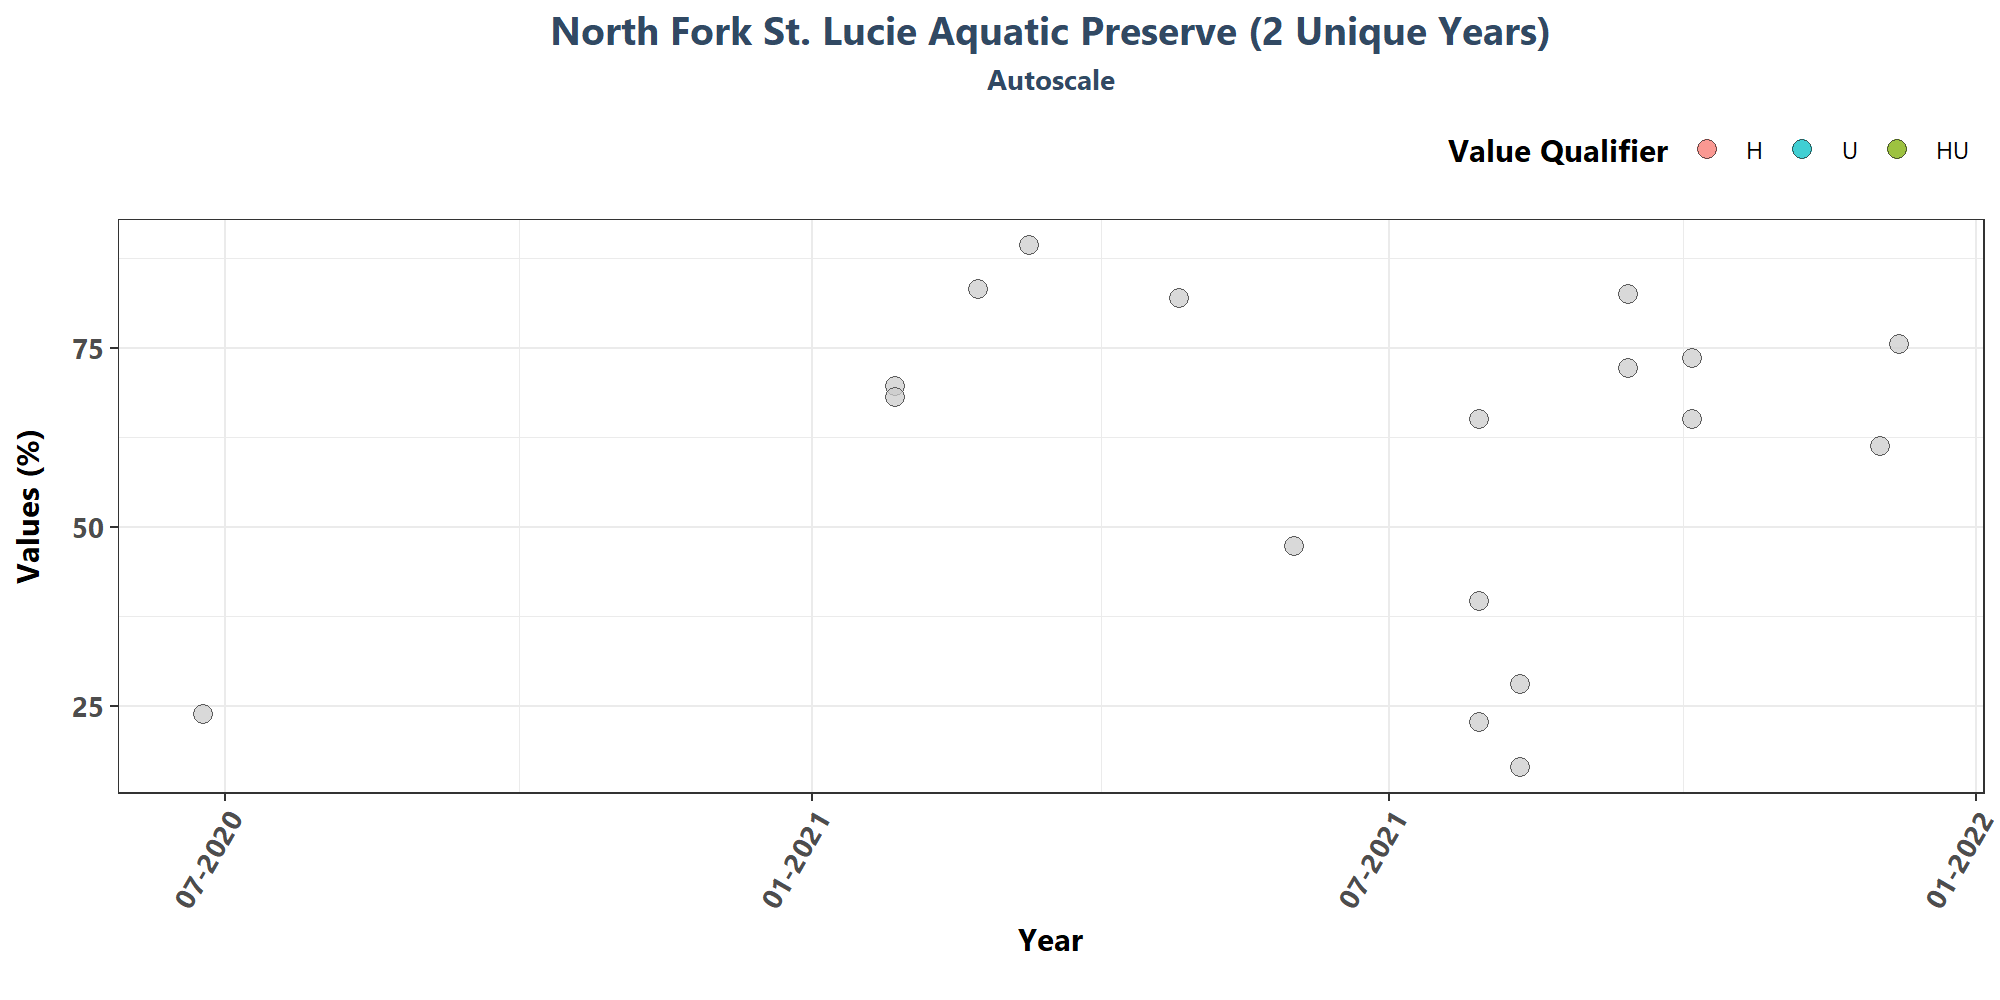 North Fork St. Lucie Aquatic Preserve (2 Unique Years)
Autoscale
Value Qualifier H U HU
Values (%)
75
50
25
07-2020 01-2021 07-2021 01-2022
Year